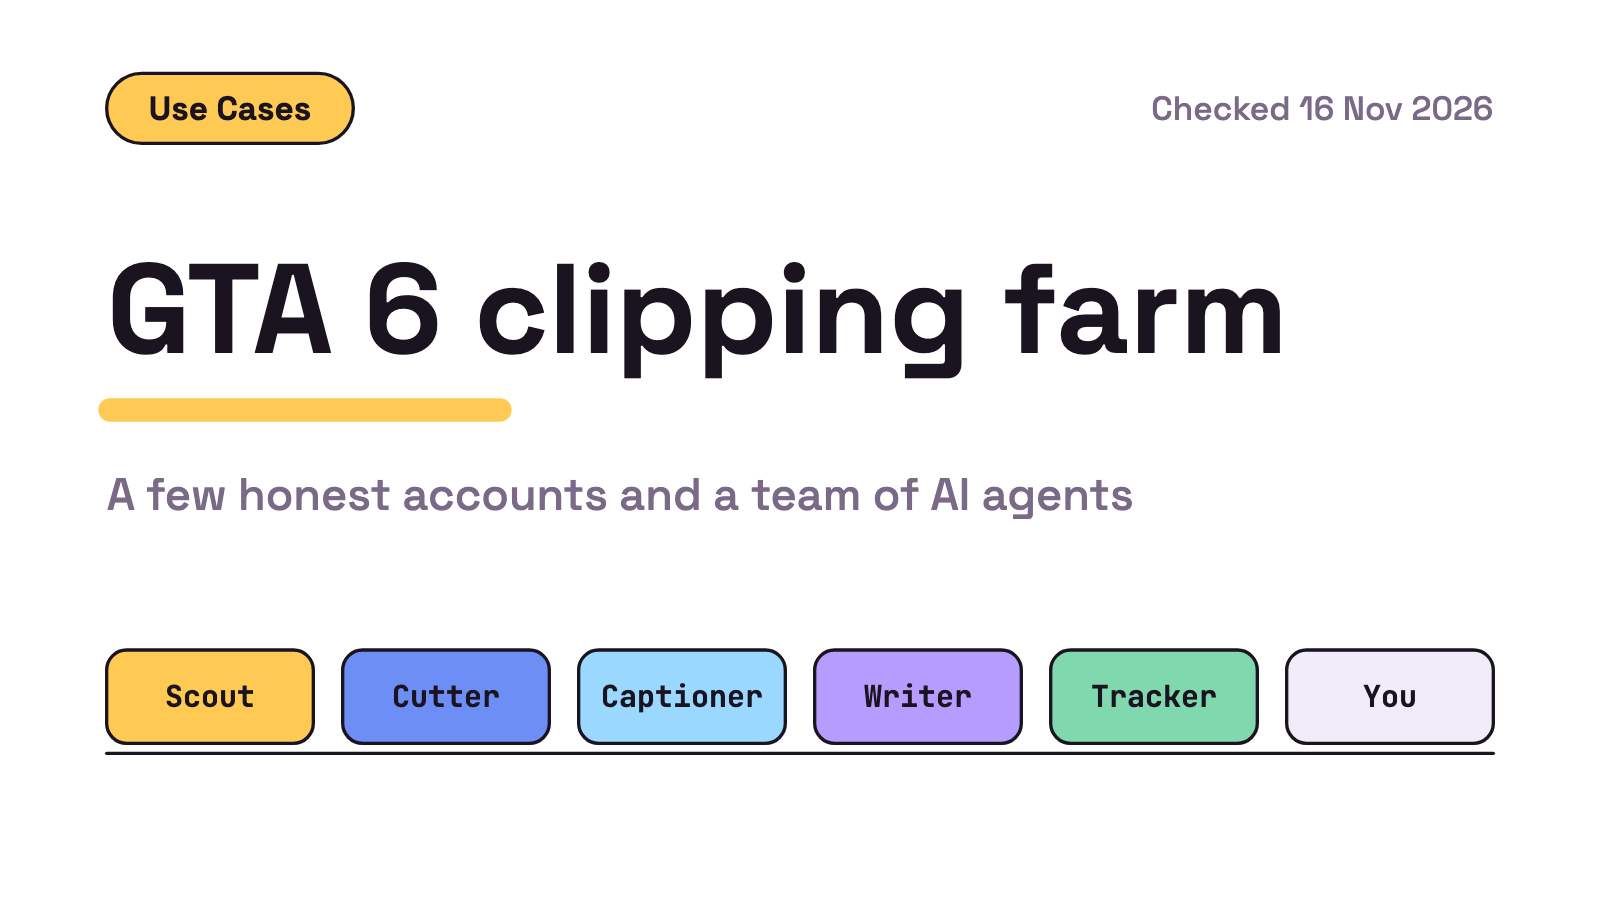 Use Cases
Checked 16 Nov 2026
GTA 6 clipping farm
A few honest accounts and a team of AI agents
Scout
Cutter
Captioner
Writer
Tracker
You